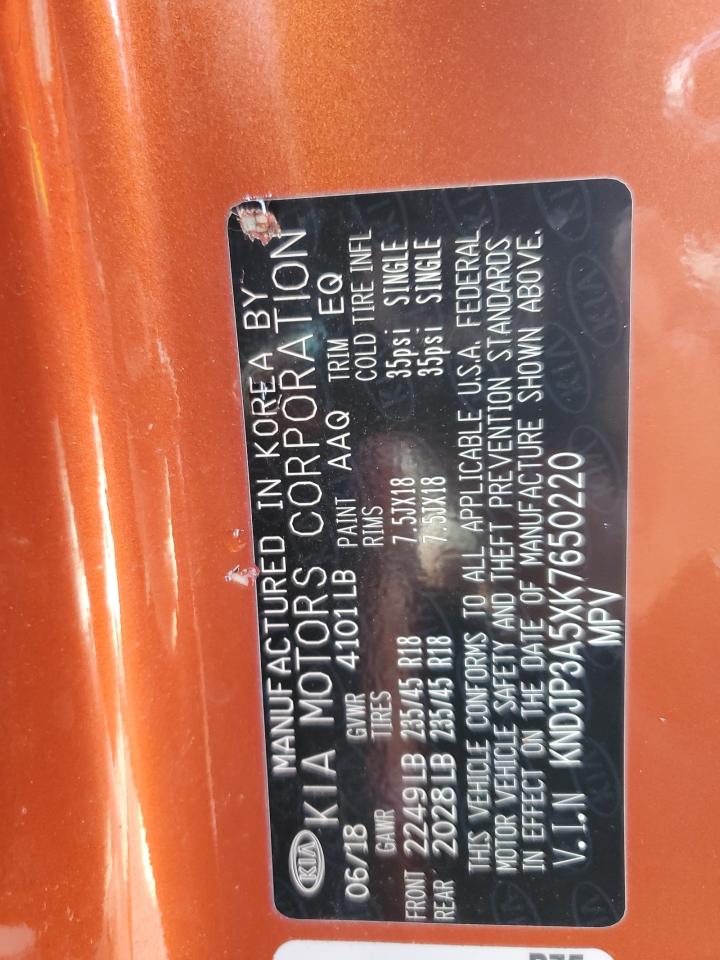 MANUFACTURED IN KOREA BY
KIA KIA MOTORS CORPORATION
06/18 GVWR 4101LB PAINT AAQ TRIM EQ
GAWR TIRES RIMS COLD TIRE INFL
FRONT 2249LB 235/45 R18 7.5JX18 35psi SINGLE
REAR 2028LB 235/45 R18 7.5JX18 35psi SINGLE
THIS VEHICLE CONFORMS TO ALL APPLICABLE U.S.A. FEDERAL
MOTOR VEHICLE SAFETY AND THEFT PREVENTION STANDARDS
IN EFFECT ON THE DATE OF MANUFACTURE SHOWN ABOVE.
V.I.N KNDJP3A5XK7650220
MPV